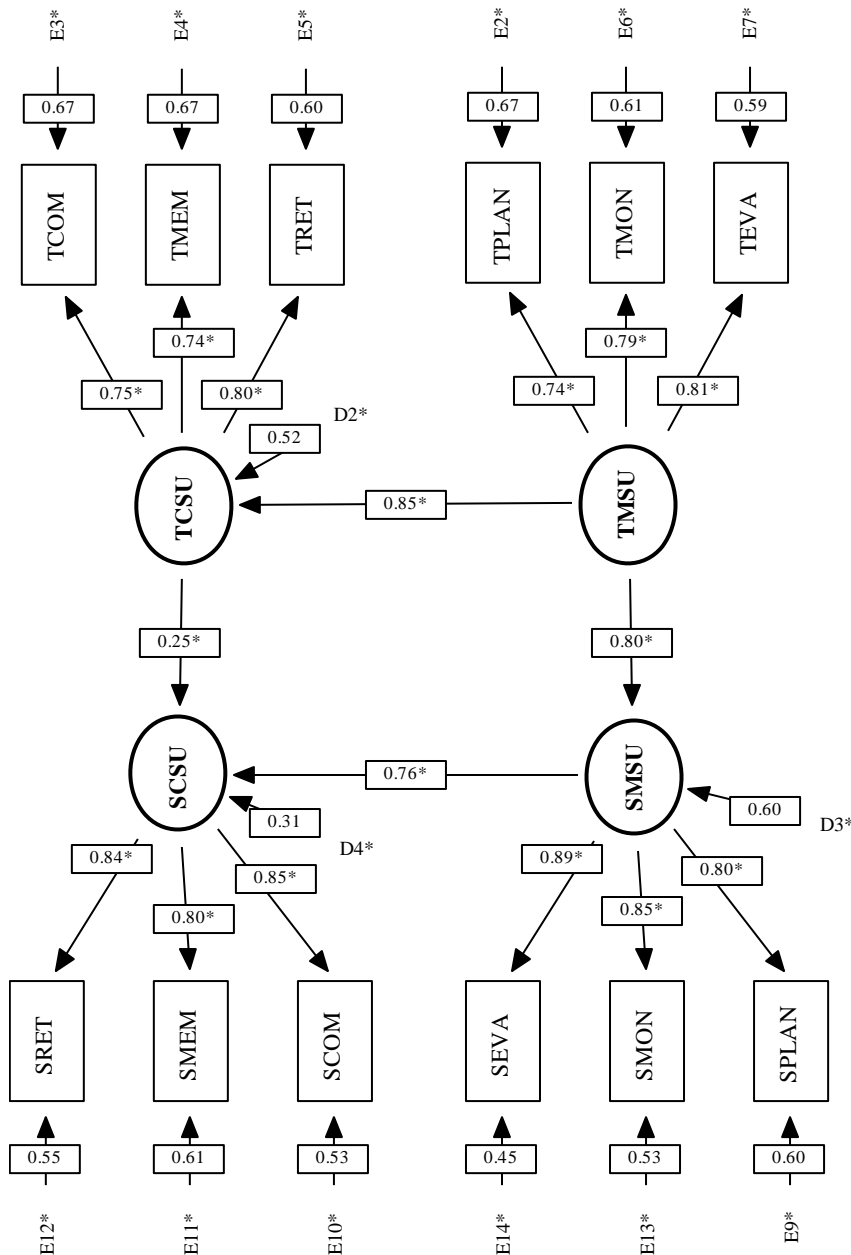 E3*
E4*
E5*
E2*
E6*
E7*
0.67
0.67
0.60
0.67
0.61
0.59
TCOM
TMEM
TRET
TPLAN
TMON
TEVA
0.74*
0.79*
0.75*
0.80*
0.74*
0.81*
D2*
0.52
TCSU
0.85*
TMSU
0.25*
0.80*
SCSU
0.76*
SMSU
0.31
0.60
D4*
D3*
0.84*
0.85*
0.80*
0.89*
0.80*
0.85*
SRET
SMEM
SCOM
SEVA
SMON
SPLAN
0.55
0.61
0.53
0.45
0.53
0.60
E12*
E11*
E10*
E14*
E13*
E9*